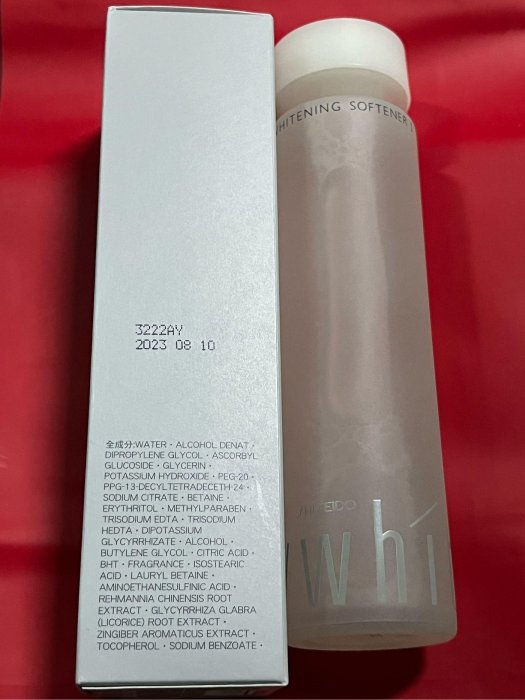 3222AY
2023 08 10
全成分:WATER・ALCOHOL DENAT・
DIPROPYLENE GLYCOL・ASCORBYL
GLUCOSIDE・GLYCERIN・
POTASSIUM HYDROXIDE・PEG-20・
PPG-13-DECYLTETRADECETH-24・
SODIUM CITRATE・BETAINE・
ERYTHRITOL・METHYLPARABEN・
TRISODIUM EDTA・TRISODIUM
HEDTA・DIPOTASSIUM
GLYCYRRHIZATE・ALCOHOL・
BUTYLENE GLYCOL・CITRIC ACID・
BHT・FRAGRANCE・ISOSTEARIC
ACID・LAURYL BETAINE・
AMINOETHANESULFINIC ACID・
REHMANNIA CHINENSIS ROOT
EXTRACT・GLYCYRRHIZA GLABRA
(LICORICE) ROOT EXTRACT・
ZINGIBER AROMATICUS EXTRACT・
TOCOPHEROL・SODIUM BENZOATE・
HITENING SOFTENER
SHISEIDO
whi